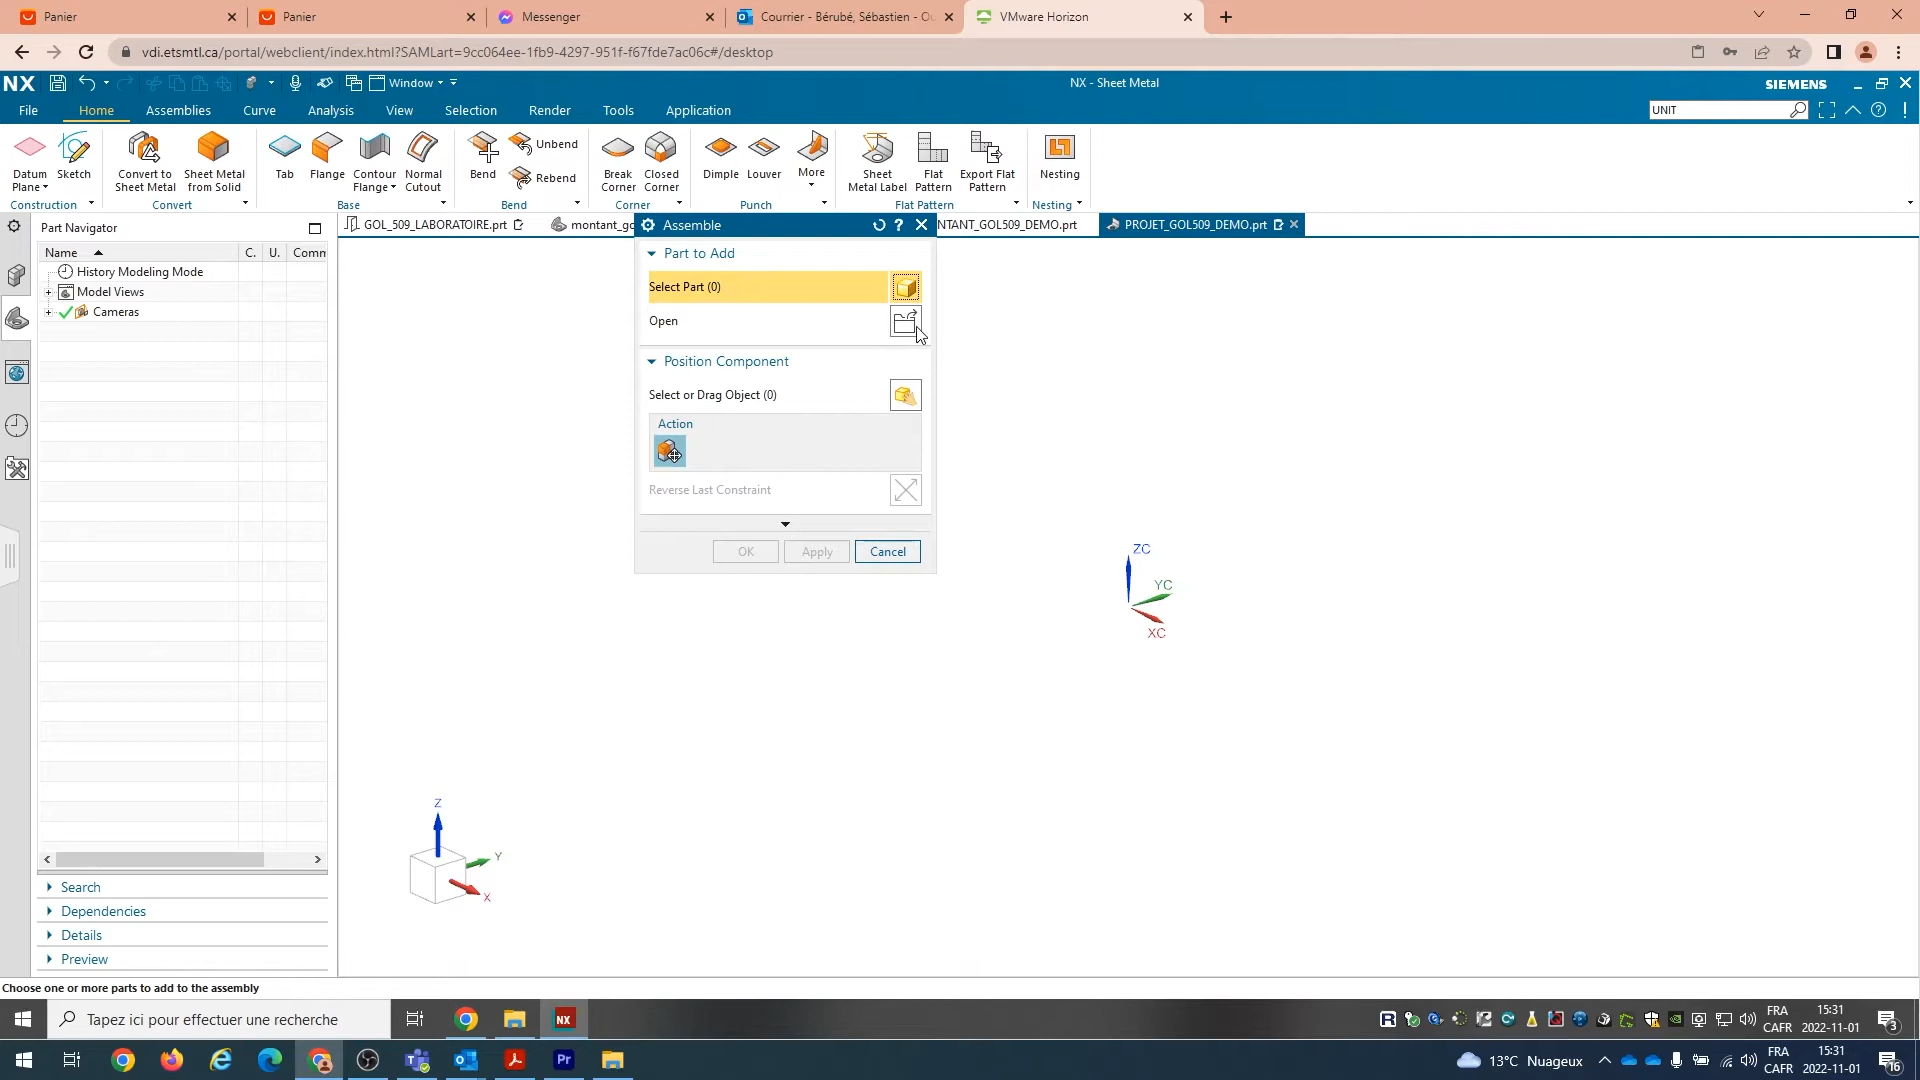 Panier
Panier
Messenger
Courrier - Bérubé, Sébastien - Ou
VMware Horizon
vdi.etsmtl.ca/portal/webclient/index.html?SAMLart=9cc064ee-1fb9-4297-951f-f67fde7ac06c#/desktop
NX
Window
NX - Sheet Metal
SIEMENS
File
Home
Assemblies
Curve
Analysis
View
Selection
Render
Tools
Application
UNIT
Datum Plane
Sketch
Convert to Sheet Metal
Sheet Metal from Solid
Tab
Flange
Contour Flange
Normal Cutout
Bend
Unbend
Rebend
Break Corner
Closed Corner
Dimple
Louver
More
Sheet Metal Label
Flat Pattern
Export Flat Pattern
Nesting
Construction
Convert
Base
Bend
Corner
Punch
Flat Pattern
Nesting
Part Navigator
GOL_509_LABORATOIRE.prt
montant_go
NTANT_GOL509_DEMO.prt
PROJET_GOL509_DEMO.prt
Name
C.
U.
Comm
History Modeling Mode
Model Views
Cameras
Assemble
Part to Add
Select Part (0)
Open
Position Component
Select or Drag Object (0)
Action
Reverse Last Constraint
OK
Apply
Cancel
ZC
YC
XC
Z
Y
X
Search
Dependencies
Details
Preview
Choose one or more parts to add to the assembly
Tapez ici pour effectuer une recherche
NX
FRA
CAFR
15:31
2022-11-01
3
Pr
13°C Nuageux
FRA
CAFR
15:31
2022-11-01
16